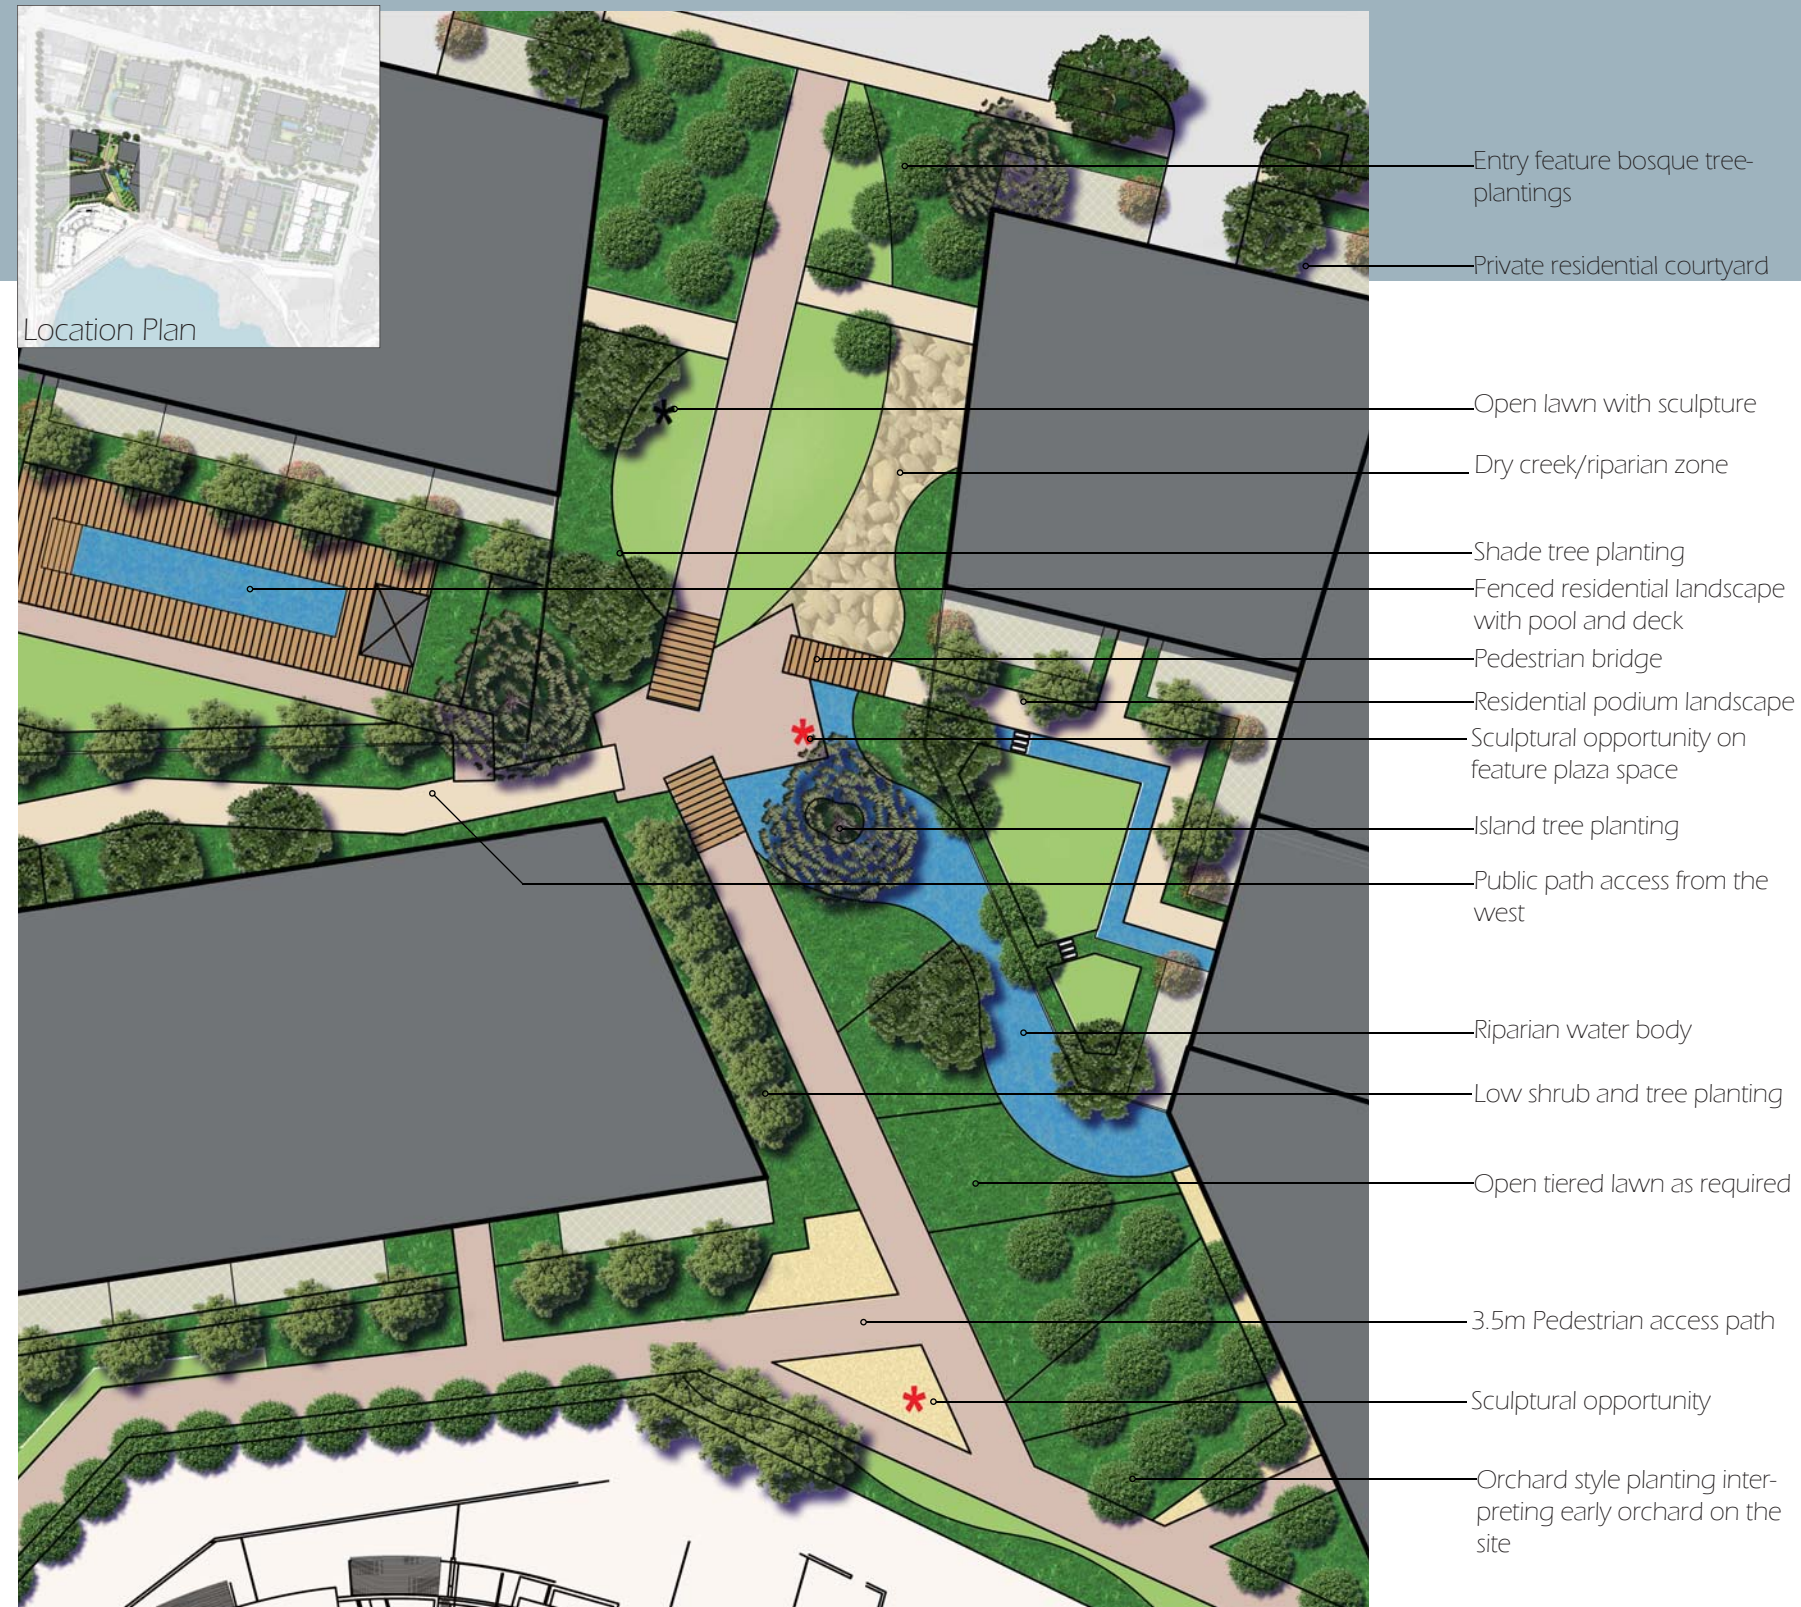 Location Plan
Entry feature bosque tree-
plantings
Private residential courtyard
Open lawn with sculpture
Dry creek/riparian zone
Shade tree planting
Fenced residential landscape
with pool and deck
Pedestrian bridge
Residential podium landscape
Sculptural opportunity on
feature plaza space
Island tree planting
Public path access from the
west
Riparian water body
Low shrub and tree planting
Open tiered lawn as required
3.5m Pedestrian access path
Sculptural opportunity
Orchard style planting inter-
preting early orchard on the
site